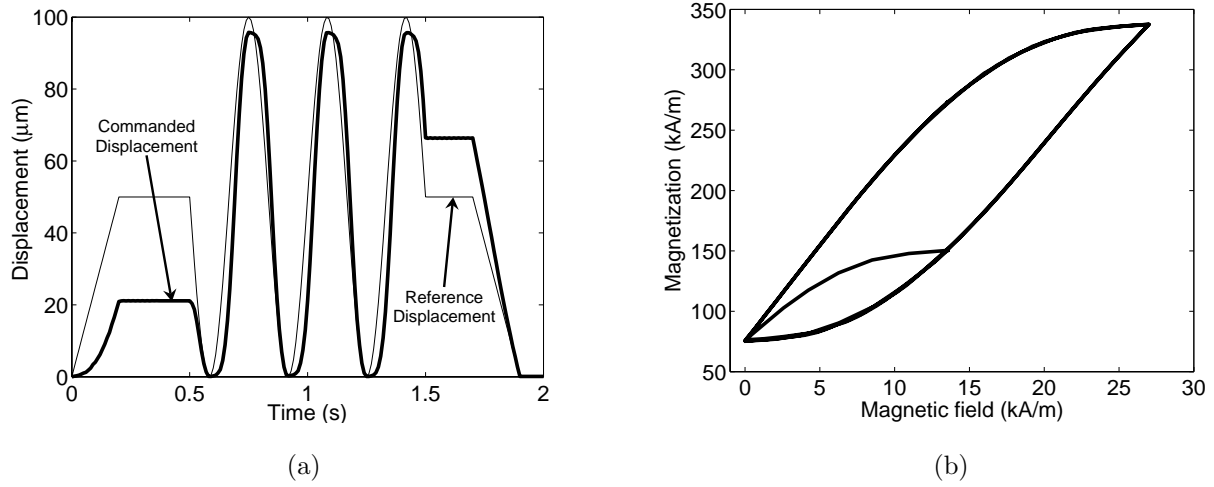 100
80
60
40
20
0
Displacement (μm)
Commanded
Displacement
Reference
Displacement
0
0.5
1
1.5
2
Time (s)
(a)
350
300
250
200
150
100
50
Magnetization (kA/m)
0
5
10
15
20
25
30
Magnetic field (kA/m)
(b)